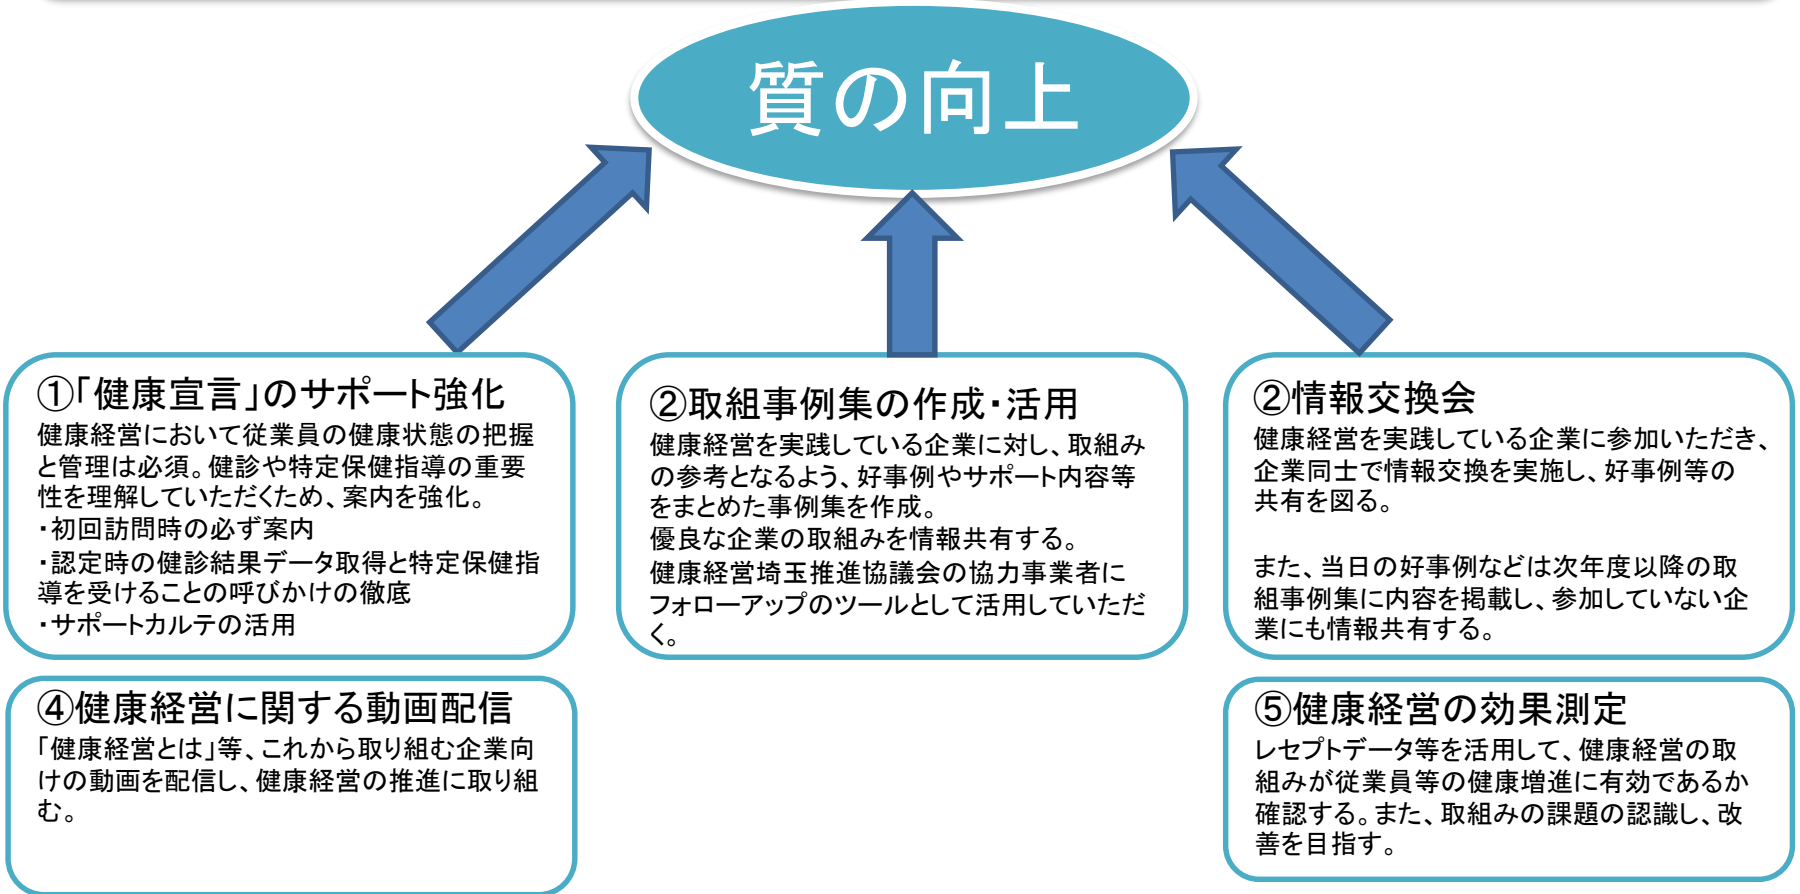 質の向上
①「健康宣言」のサポート強化
健康経営において従業員の健康状態の把握
と管理は必須。健診や特定保健指導の重要
性を理解していただくため、案内を強化。
・初回訪問時の必ず案内
・認定時の健診結果データ取得と特定保健指
導を受けることの呼びかけの徹底
・サポートカルテの活用
②取組事例集の作成・活用
健康経営を実践している企業に対し、取組み
の参考となるよう、好事例やサポート内容等
をまとめた事例集を作成。
優良な企業の取組みを情報共有する。
健康経営埼玉推進協議会の協力事業者に
フォローアップのツールとして活用していただ
く。
②情報交換会
健康経営を実践している企業に参加いただき、
企業同士で情報交換を実施し、好事例等の
共有を図る。
また、当日の好事例などは次年度以降の取
組事例集に内容を掲載し、参加していない企
業にも情報共有する。
④健康経営に関する動画配信
「健康経営とは」等、これから取り組む企業向
けの動画を配信し、健康経営の推進に取り組
む。
⑤健康経営の効果測定
レセプトデータ等を活用して、健康経営の取
組みが従業員等の健康増進に有効であるか
確認する。また、取組みの課題の認識し、改
善を目指す。